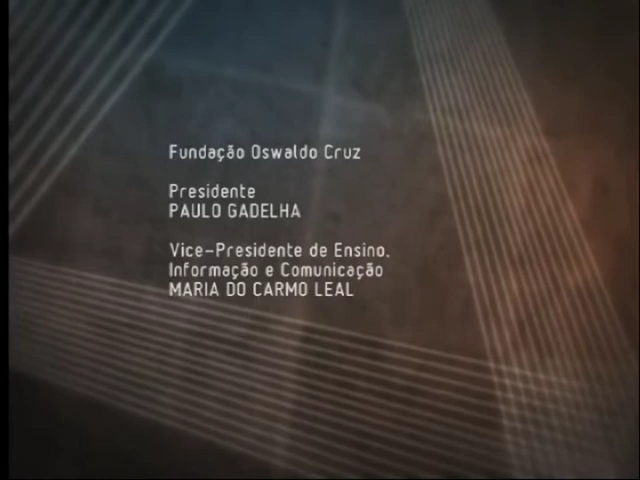 Fundação Oswaldo Cruz
Presidente
PAULO GADELHA
Vice-Presidente de Ensino,
Informação e Comunicação
MARIA DO CARMO LEAL